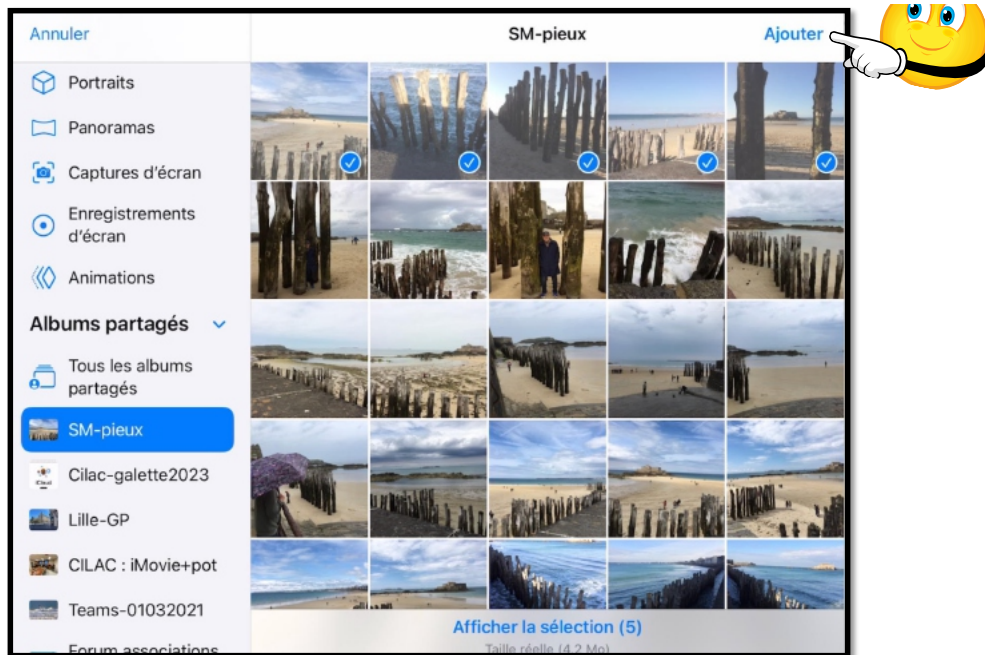 Annuler
SM-pieux
Ajouter
Portraits
Panoramas
Captures d'écran
Enregistrements
d'écran
Animations
Albums partagés
Tous les albums
partagés
SM-pieux
Cilac-galette2023
Lille-GP
CILAC : iMovie+pot
Teams-01032021
Forum associations
Afficher la sélection (5)
Taille réelle (4,2 Mo)